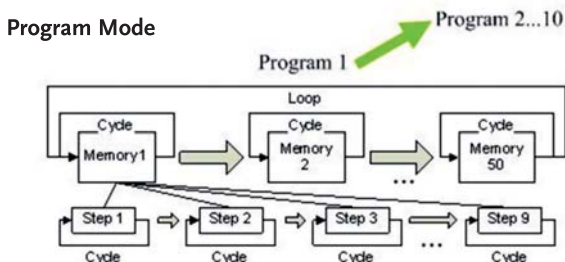 Program Mode
Program 2...10
Program 1
Loop
Cycle Cycle Cycle
Memory1 Memory 2 ... Memory 50
Step 1 Step 2 Step 3 ... Step 9
Cycle Cycle Cycle Cycle